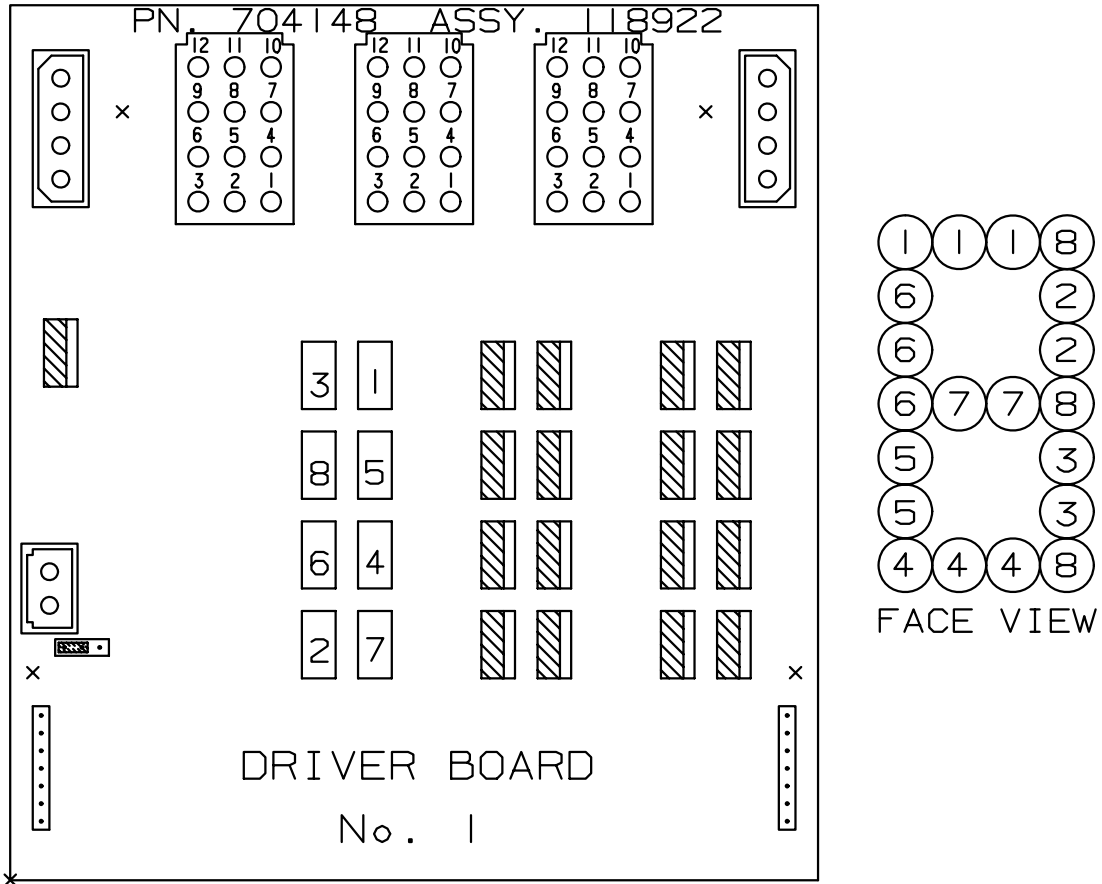 PN. 704148 ASSY. 118922
12 11 10 12 11 10 12 11 10
9 8 7 9 8 7 9 8 7
6 5 4 6 5 4 6 5 4
3 2 1 3 2 1 3 2 1
3 1
8 5
6 4
2 7
DRIVER BOARD
No. 1
1 1 1 8
6 2
6 2
6 7 7 8
5 3
5 3
4 4 4 8
FACE VIEW